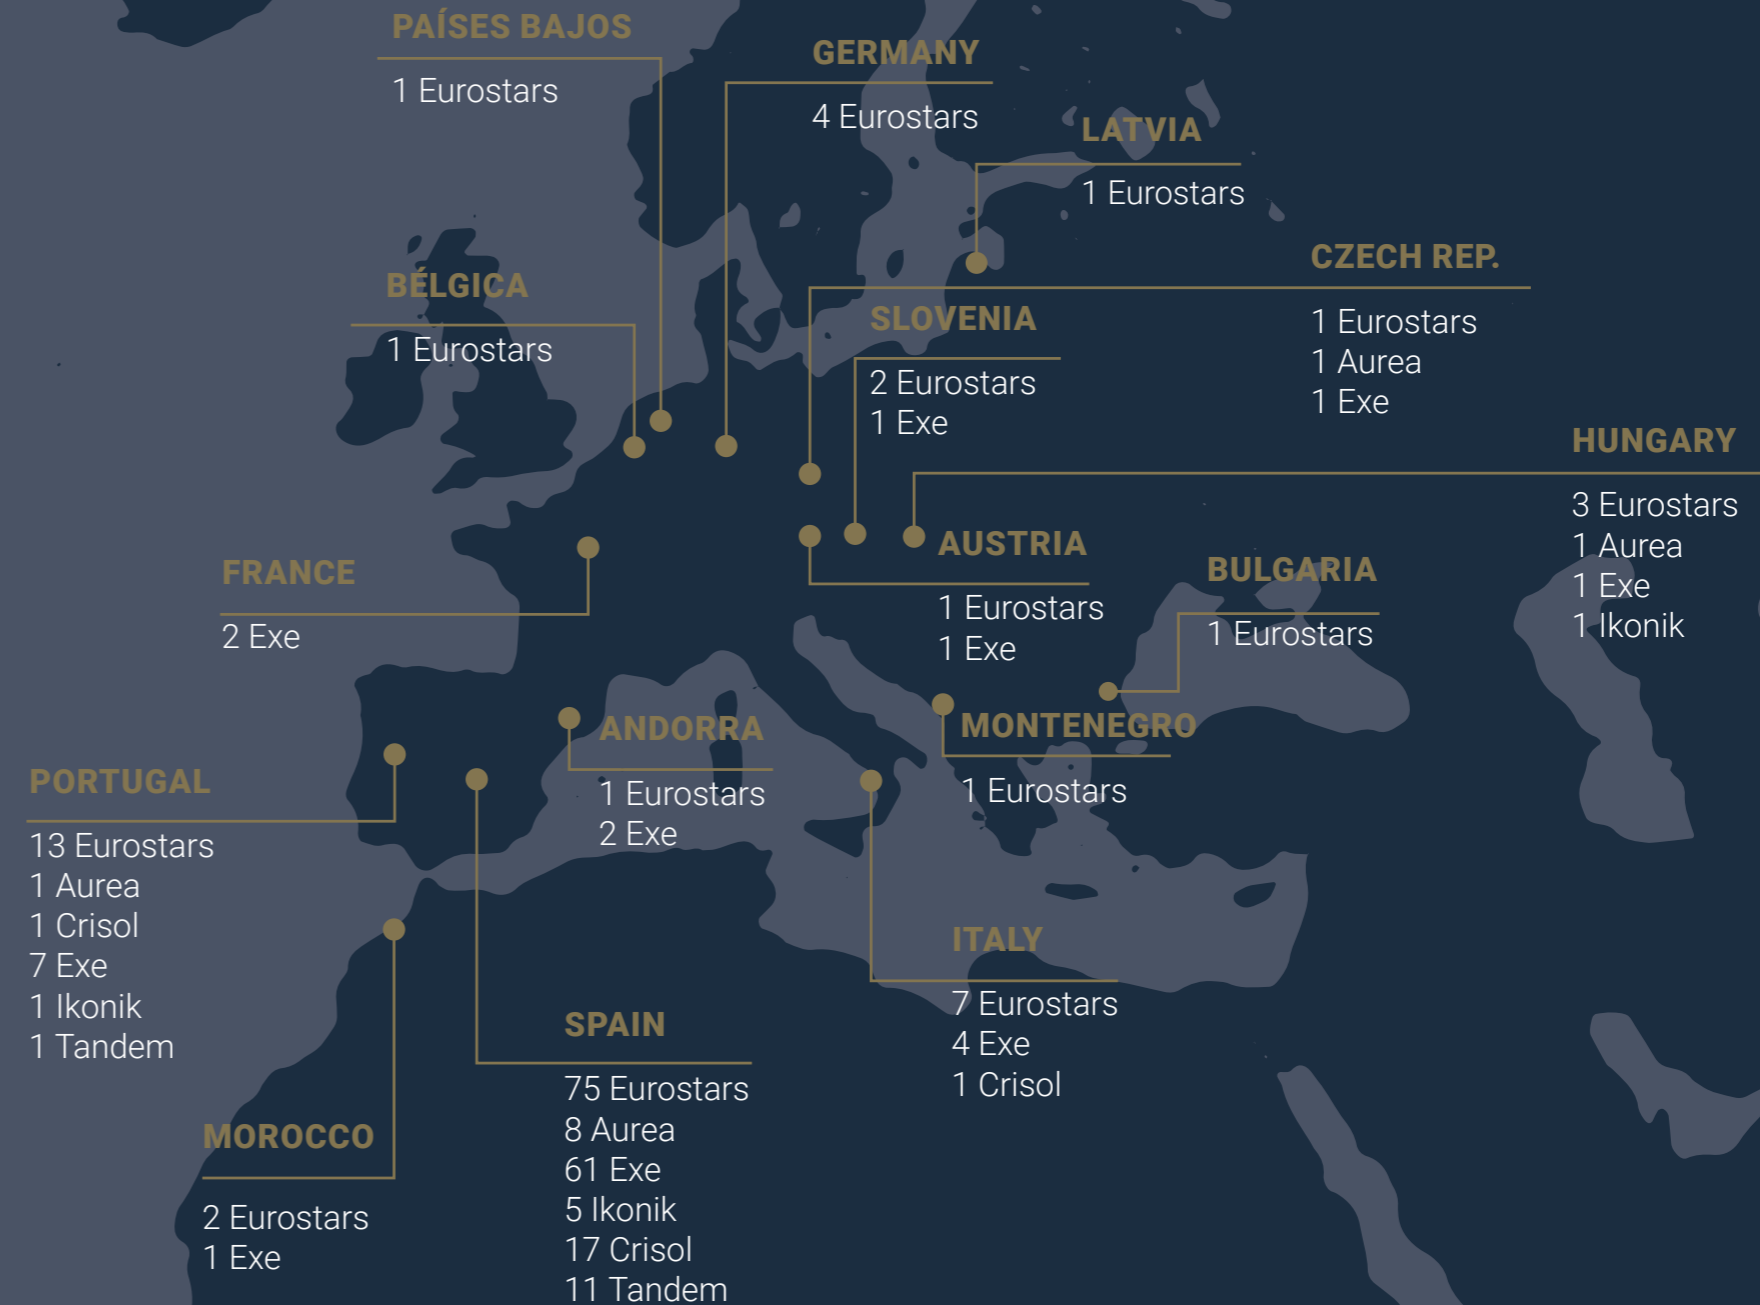 PAÍSES BAJOS
1 Eurostars
GERMANY
4 Eurostars
LATVIA
1 Eurostars
BÉLGICA
1 Eurostars
CZECH REP.
1 Eurostars
1 Aurea
1 Exe
SLOVENIA
2 Eurostars
1 Exe
HUNGARY
3 Eurostars
1 Aurea
1 Exe
1 Ikonik
FRANCE
2 Exe
AUSTRIA
1 Eurostars
1 Exe
BULGARIA
1 Eurostars
ANDORRA
1 Eurostars
2 Exe
MONTENEGRO
1 Eurostars
PORTUGAL
13 Eurostars
1 Aurea
1 Crisol
7 Exe
1 Ikonik
1 Tandem
ITALY
7 Eurostars
4 Exe
1 Crisol
SPAIN
75 Eurostars
8 Aurea
61 Exe
5 Ikonik
17 Crisol
11 Tandem
MOROCCO
2 Eurostars
1 Exe